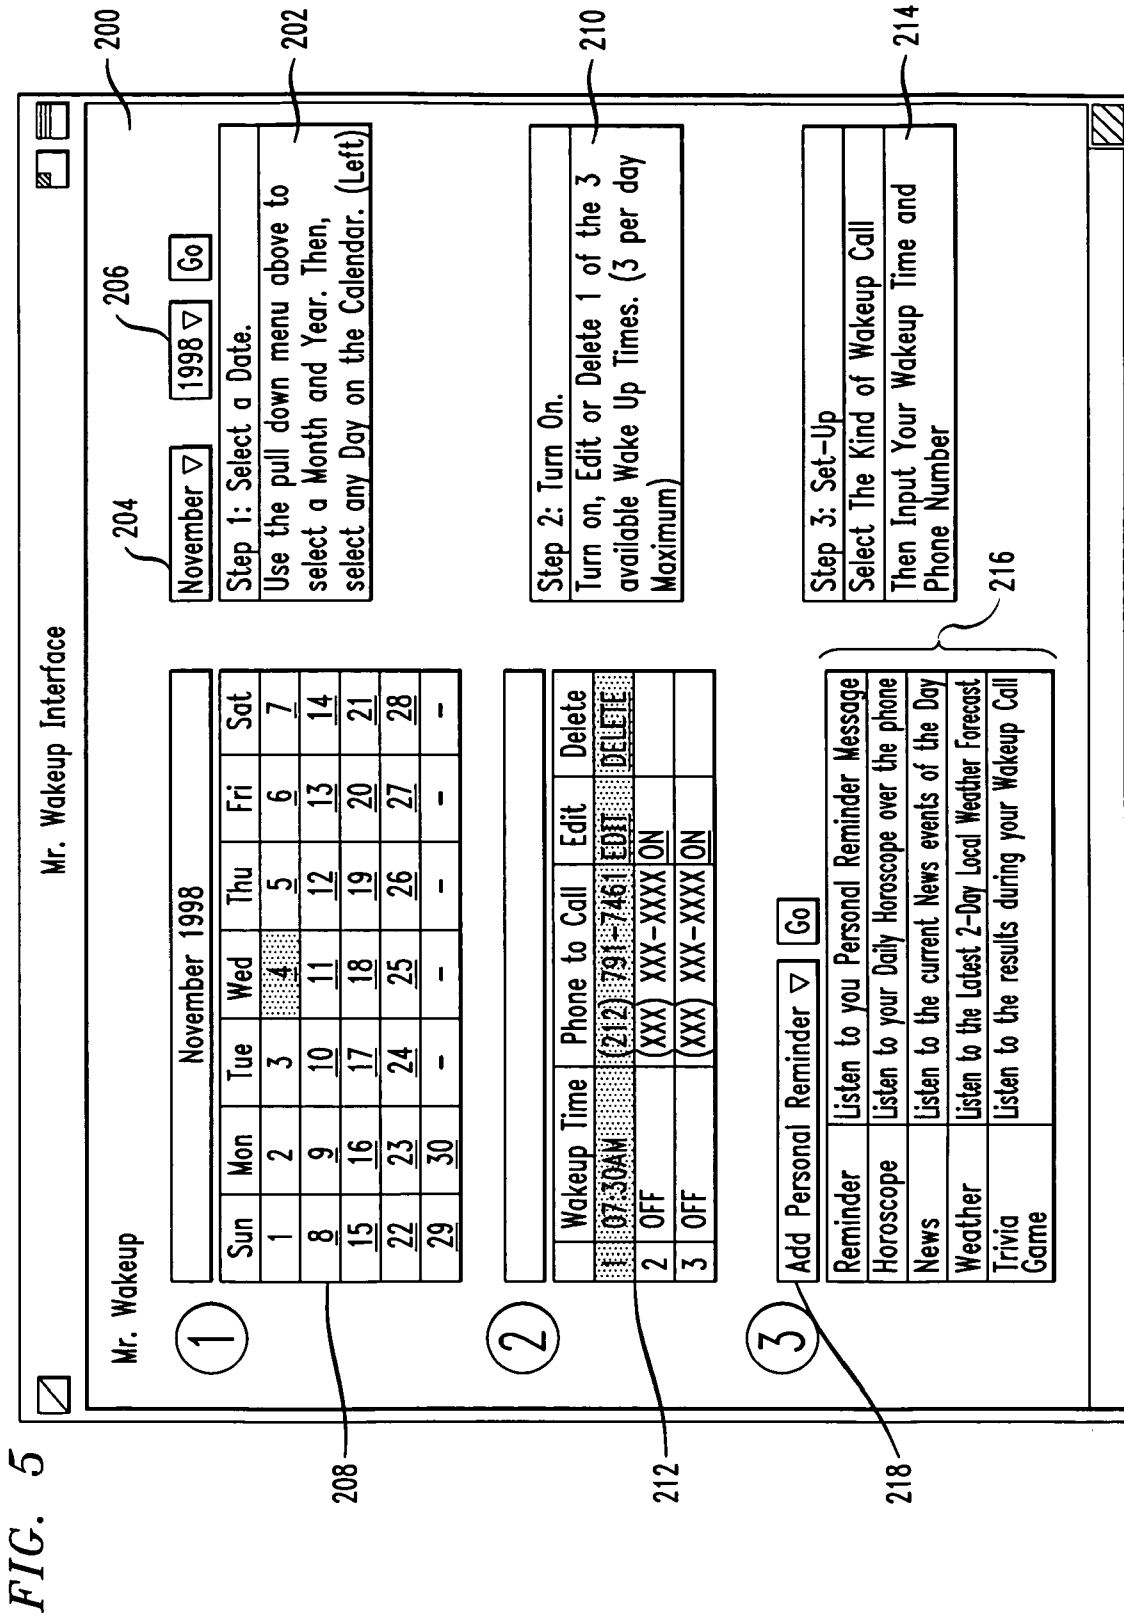 FIG. 5
Mr. Wakeup Interface
200
Mr. Wakeup
204
206
November ▽ 1998 ▽ Go
1
November 1998
Sun Mon Tue Wed Thu Fri Sat
1 2 3 4 5 6 7
8 9 10 11 12 13 14
15 16 17 18 19 20 21
22 23 24 25 26 27 28
29 30 - - - - -
208
Step 1: Select a Date.
Use the pull down menu above to
select a Month and Year. Then,
select any Day on the Calendar. (Left)
202
2
Wakeup Time Phone to Call Edit Delete
1 07:30AM (212) 791-7461 EDIT DELETE
2 OFF (XXX) XXX-XXXX ON
3 OFF (XXX) XXX-XXXX ON
212
Step 2: Turn On.
Turn on, Edit or Delete 1 of the 3
available Wake Up Times. (3 per day
Maximum)
210
3
Add Personal Reminder ▽ Go
218
Reminder Listen to you Personal Reminder Message
Horoscope Listen to your Daily Horoscope over the phone
News Listen to the current News events of the Day
Weather Listen to the Latest 2-Day Local Weather Forecast
Trivia Listen to the results during your Wakeup Call
Game
216
Step 3: Set-Up
Select The Kind of Wakeup Call
Then Input Your Wakeup Time and
Phone Number
214